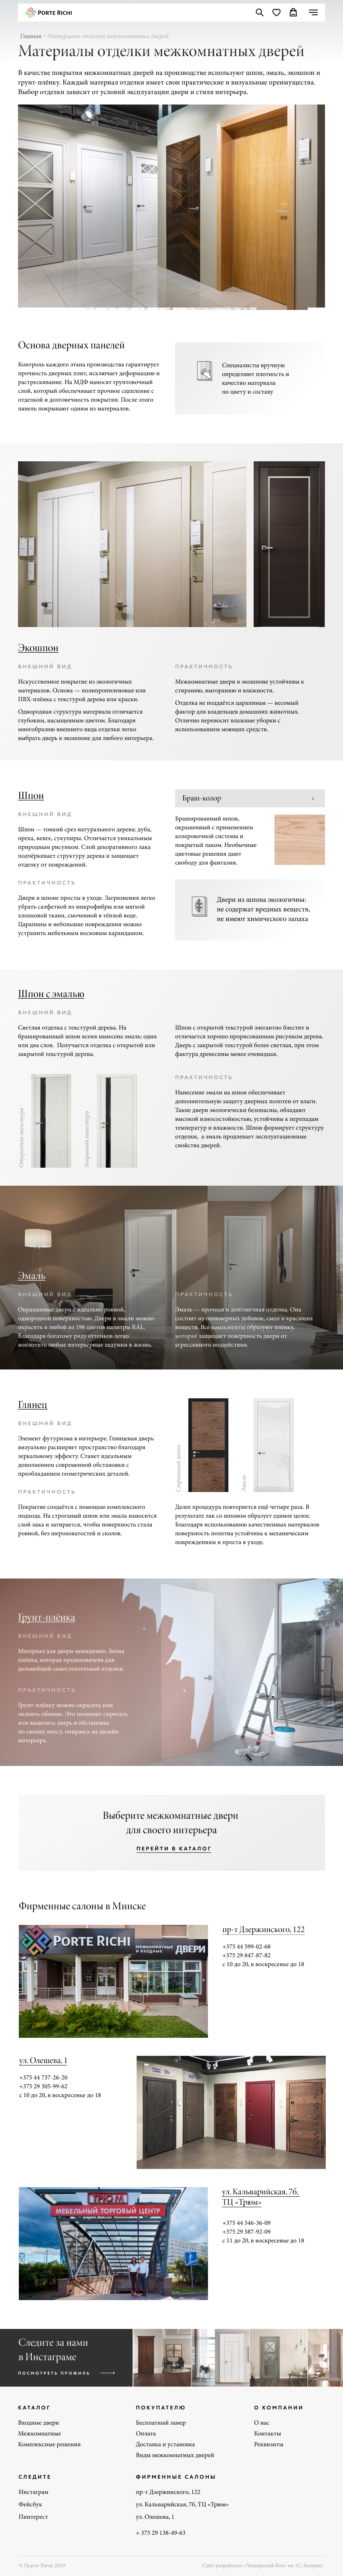 PORTE RICHI
Главная › Материалы отделки межкомнатных дверей
Материалы отделки межкомнатных дверей
В качестве покрытия межкомнатных дверей на производстве используют шпон, эмаль, экошпон и
грунт-плёнку. Каждый материал отделки имеет свои практические и визуальные преимущества.
Выбор отделки зависит от условий эксплуатации двери и стиля интерьера.
Основа дверных панелей
Контроль каждого этапа производства гарантирует
прочность дверных плит, исключает деформацию и
растрескивание. На МДФ наносят грунтовочный
слой, который обеспечивает прочное сцепление с
отделкой и долговечность покрытия. После этого
панель покрывают одним из материалов.
Специалисты вручную
определяют плотность и
качество материала
по цвету и составу
Экошпон
ВНЕШНИЙ ВИД
Искусственное покрытие из экологичных
материалов. Основа — полипропиленовая или
ПВХ-плёнка с текстурой дерева или краски.
Однородная структура материала отличается
глубоким, насыщенным цветом. Благодаря
многообразию внешнего вида отделки легко
выбрать дверь в экошпоне для любого интерьера.
ПРАКТИЧНОСТЬ
Межкомнатные двери в экошпоне устойчивы к
стиранию, выгоранию и влажности.
Отделка не поддаётся царапинам — весомый
фактор для владельцев домашних животных.
Отлично переносит влажные уборки с
использованием моющих средств.
Шпон
ВНЕШНИЙ ВИД
Шпон — тонкий срез натурального дерева: дуба,
ореха, венге, сукупиры. Отличается уникальным
природным рисунком. Слой декоративного лака
подчёркивает структуру дерева и защищает
отделку от повреждений.
ПРАКТИЧНОСТЬ
Двери в шпоне просты в уходе. Загрязнения легко
убрать салфеткой из микрофибры или мягкой
хлопковой ткани, смоченной в тёплой воде.
Царапины и небольшие повреждения можно
устранить мебельным восковым карандашом.
Браш-колор
Брашированный шпон,
окрашенный с применением
колеровочной системы и
покрытый лаком. Необычные
цветовые решения дают
свободу для фантазии.
Двери из шпона экологичны:
не содержат вредных веществ,
не имеют химического запаха
Шпон с эмалью
ВНЕШНИЙ ВИД
Светлая отделка с текстурой дерева. На
брашированный шпон ясеня нанесена эмаль: один
или два слоя. Получается отделка с открытой или
закрытой текстурой дерева.
Открытая текстура
Закрытая текстура
Шпон с открытой текстурой элегантно блестит и
отличается хорошо прорисованным рисунком дерева.
Дверь с закрытой текстурой более светлая, при этом
фактура древесины менее очевидная.
ПРАКТИЧНОСТЬ
Нанесение эмали на шпон обеспечивает
дополнительную защиту дверных полотен от влаги.
Такие двери экологически безопасны, обладают
высокой износостойкостью, устойчивы к перепадам
температур и влажности. Шпон формирует структуру
отделки, а эмаль продлевает эксплуатационные
свойства дверей.
Эмаль
ВНЕШНИЙ ВИД
Окрашенные двери с идеально ровной,
однородной поверхностью. Двери в эмали можно
окрасить в любой из 196 цветов палитры RAL.
Благодаря богатому ряду оттенков легко
воплотить любые интерьерные задумки в жизнь.
ПРАКТИЧНОСТЬ
Эмаль — прочная и долговечная отделка. Она
состоит из полимерных добавок, смол и красящих
веществ. Все компоненты образуют плёнку,
которая защищает поверхность двери от
агрессивного воздействия.
Глянец
ВНЕШНИЙ ВИД
Элемент футуризма в интерьере. Глянцевая дверь
визуально расширит пространство благодаря
зеркальному эффекту. Станет идеальным
дополнением современной обстановки с
преобладанием геометрических деталей.
ПРАКТИЧНОСТЬ
Покрытие создаётся с помощью комплексного
подхода. На строганый шпон или эмаль наносится
слой лака и затирается, чтобы поверхность стала
ровной, без шероховатостей и сколов.
Строганый шпон
Эмаль
Далее процедура повторяется ещё четыре раза. В
результате лак со шпоном образует единое целое.
Благодаря использованию качественных материалов
поверхность полотна устойчива к механическим
повреждениям и проста в уходе.
Грунт-плёнка
ВНЕШНИЙ ВИД
Материал для двери-невидимки. Белая
плёнка, которая предназначена для
дальнейшей самостоятельной отделки.
ПРАКТИЧНОСТЬ
Грунт-плёнку можно окрасить или
оклеить обоями. Это позволит спрятать
или выделить дверь в обстановке
по своему вкусу, опираясь на дизайн
интерьера.
Выберите межкомнатные двери
для своего интерьера
ПЕРЕЙТИ В КАТАЛОГ
Фирменные салоны в Минске
PORTE RICHI МЕЖКОМНАТНЫЕ И ВХОДНЫЕ ДВЕРИ
пр-т Дзержинского, 122
+375 44 599-02-68
+375 29 847-87-82
с 10 до 20, в воскресенье до 18
ул. Олешева, 1
+375 44 737-26-20
+375 29 305-99-62
с 10 до 20, в воскресенье до 18
ТРЮМ
МЕБЕЛЬНЫЙ ТОРГОВЫЙ ЦЕНТР
ул. Кальварийская, 7б,
ТЦ «Трюм»
+375 44 546-36-09
+375 29 587-92-09
с 11 до 20, в воскресенье до 18
Следите за нами
в Инстаграме
ПОСМОТРЕТЬ ПРОФИЛЬ
КАТАЛОГ
Входные двери
Межкомнатные
Комплексные решения
ПОКУПАТЕЛЮ
Бесплатный замер
Оплата
Доставка и установка
Виды межкомнатных дверей
О КОМПАНИИ
О нас
Контакты
Реквизиты
СЛЕДИТЕ
Инстаграм
Фейсбук
Пинтерест
ФИРМЕННЫЕ САЛОНЫ
пр-т Дзержинского, 122
ул. Кальварийская, 7б, ТЦ «Трюм»
ул. Олешева, 1
+ 375 29 138-49-63
© Порте-Ричи 2019
Сайт разработал «Чеширский Кот» на 1С-Битрикс